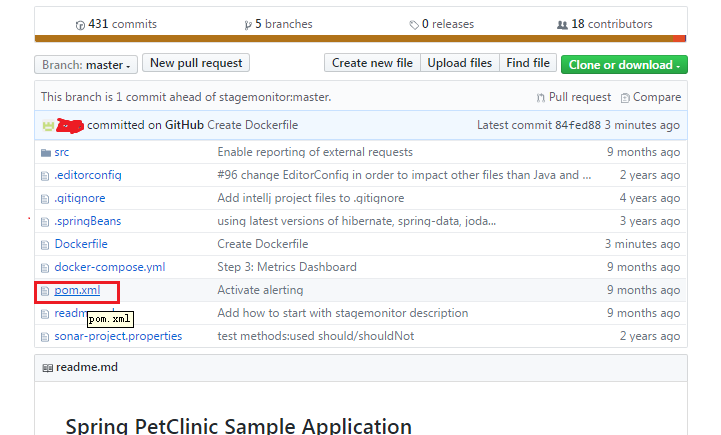 431 commits 5 branches 0 releases 18 contributors
Branch: master New pull request Create new file Upload files Find file Clone or download
This branch is 1 commit ahead of stagemonitor:master. Pull request Compare
committed on GitHub Create Dockerfile Latest commit 84fed88 3 minutes ago
src Enable reporting of external requests 9 months ago
.editorconfig #96 change EditorConfig in order to impact other files than Java and ... 2 years ago
.gitignore Add intellj project files to .gitignore 4 years ago
.springBeans using latest versions of hibernate, spring-data, joda... 3 years ago
Dockerfile Create Dockerfile 3 minutes ago
docker-compose.yml Step 3: Metrics Dashboard 9 months ago
pom.xml Activate alerting 9 months ago
readm Add how to start with stagemonitor description 9 months ago
pom.xml
sonar-project.properties test methods:used should/shouldNot 2 years ago
readme.md
Spring PetClinic Sample Application